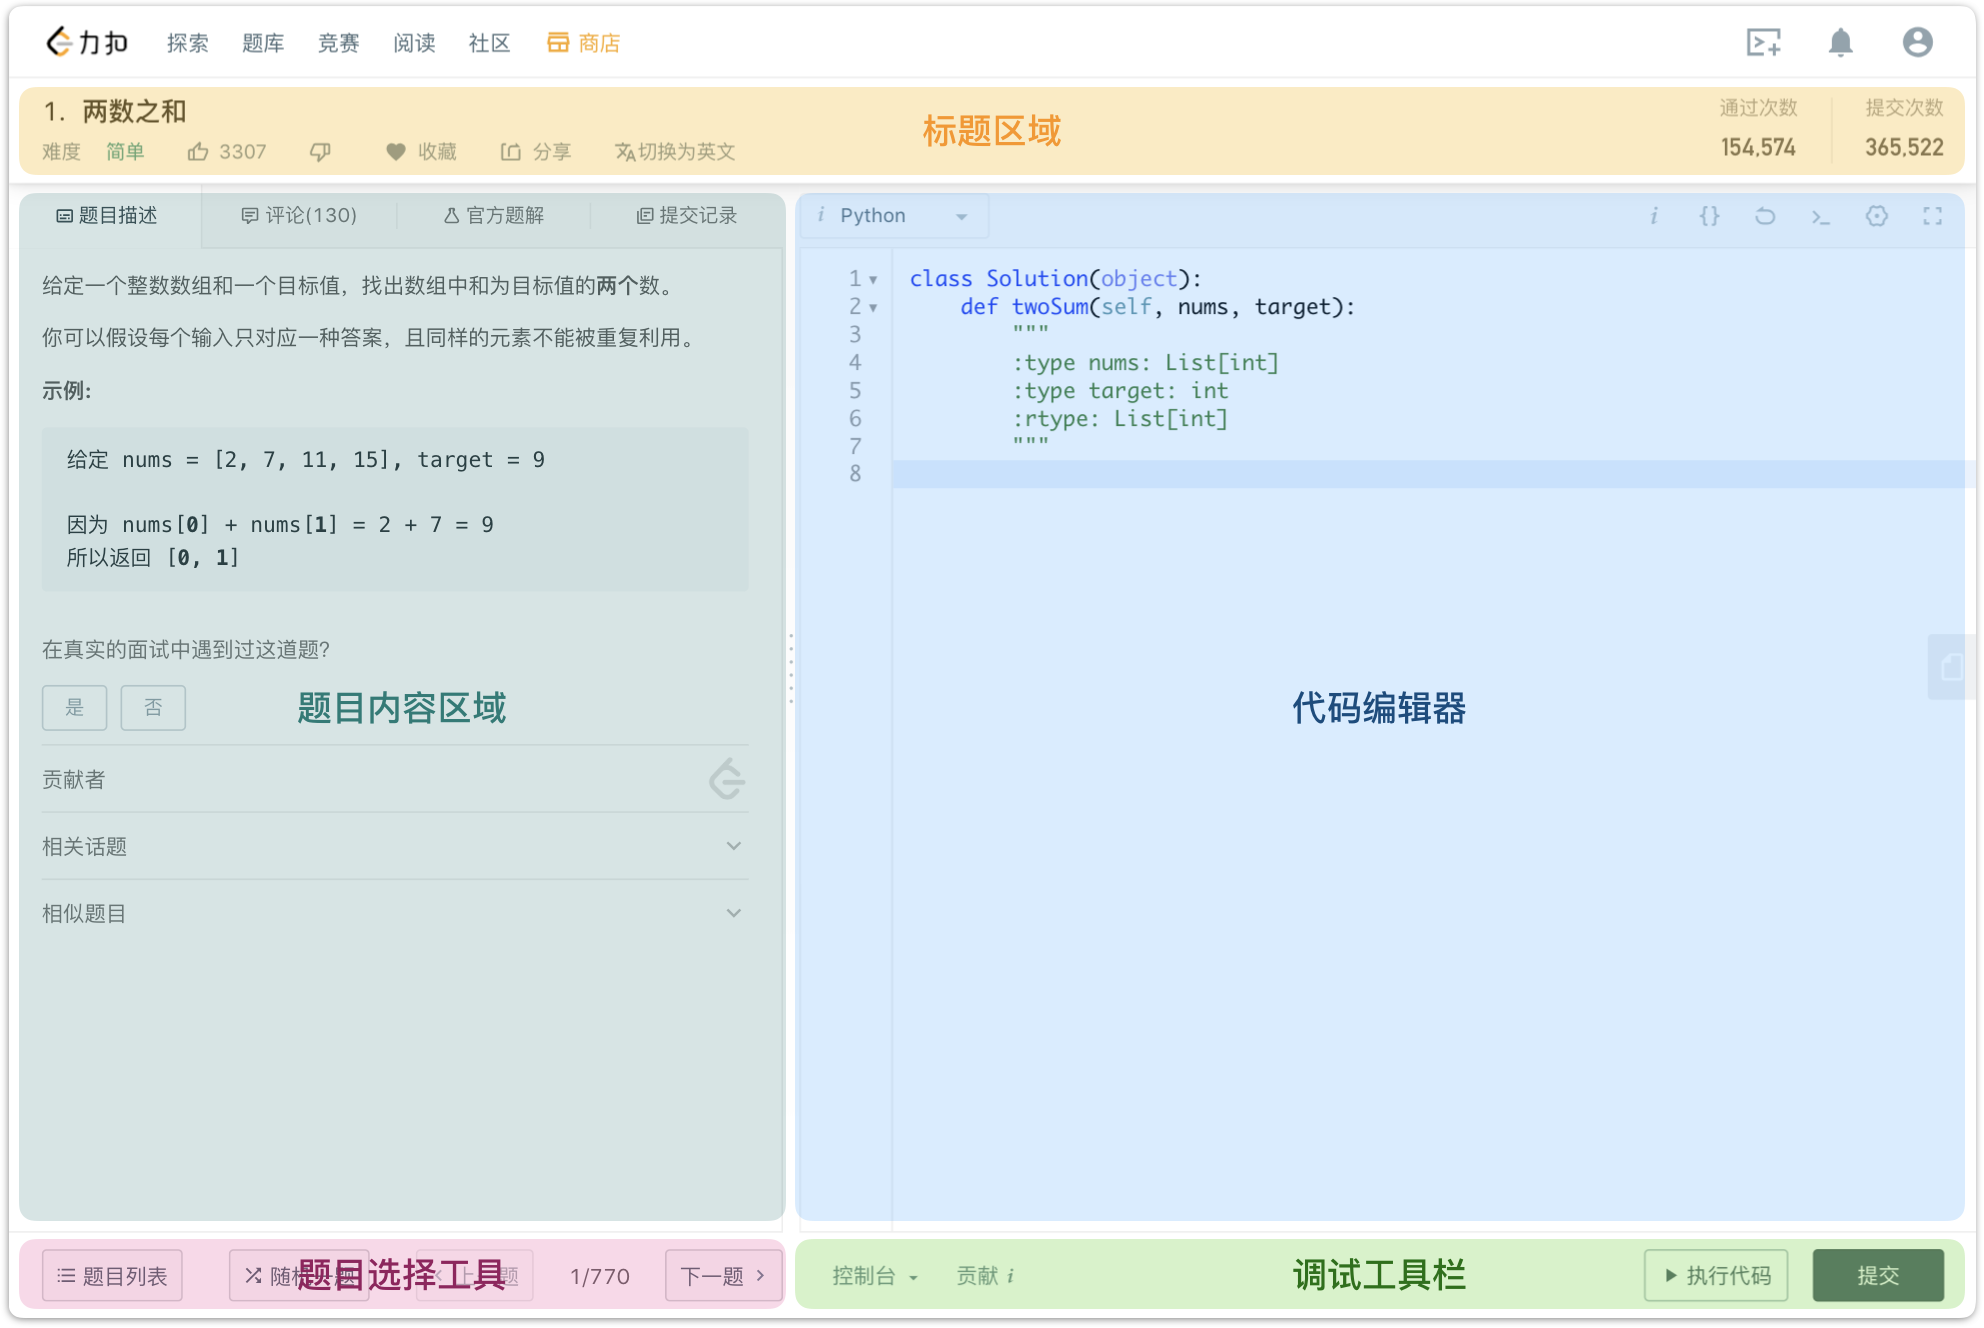 力扣 探索 题库 竞赛 阅读 社区 商店
1. 两数之和
标题区域
通过次数 提交次数
难度 简单 3307 收藏 分享 文A切换为英文
154,574 365,522
题目描述 评论(130) 官方题解 提交记录
给定一个整数数组和一个目标值，找出数组中和为目标值的两个数。
你可以假设每个输入只对应一种答案，且同样的元素不能被重复利用。
示例:
给定 nums = [2, 7, 11, 15], target = 9
因为 nums[0] + nums[1] = 2 + 7 = 9
所以返回 [0, 1]
在真实的面试中遇到过这道题?
是 否
题目内容区域
贡献者
相关话题
相似题目
i Python i {}
1 class Solution(object):
2 def twoSum(self, nums, target):
3 """
4 :type nums: List[int]
5 :type target: int
6 :rtype: List[int]
7 """
8
代码编辑器
题目列表 随机一题 上一题 1/770 下一题
题目选择工具
控制台 贡献 i
调试工具栏
执行代码 提交